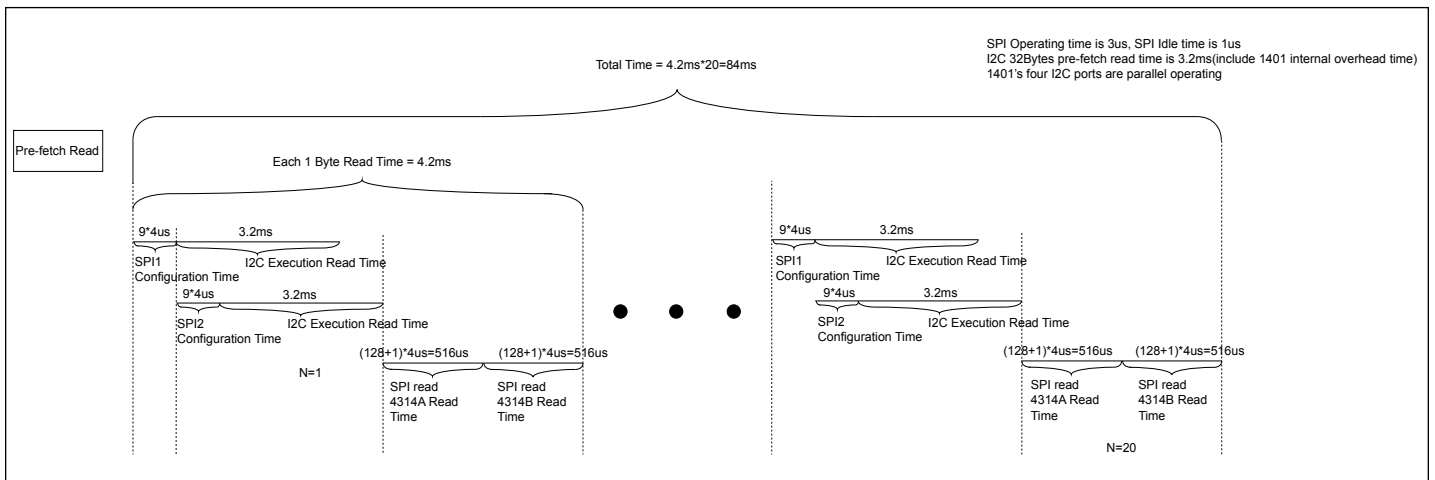 SPI Operating time is 3us, SPI Idle time is 1us
I2C 32Bytes pre-fetch read time is 3.2ms(include 1401 internal overhead time)
1401's four I2C ports are parallel operating
Total Time = 4.2ms*20=84ms
Pre-fetch Read
Each 1 Byte Read Time = 4.2ms
9*4us
3.2ms
SPI1
Configuration Time
I2C Execution Read Time
9*4us
3.2ms
SPI2
Configuration Time
I2C Execution Read Time
(128+1)*4us=516us
(128+1)*4us=516us
N=1
SPI read
4314A Read
Time
SPI read
4314B Read
Time
9*4us
3.2ms
SPI1
Configuration Time
I2C Execution Read Time
9*4us
3.2ms
SPI2
Configuration Time
I2C Execution Read Time
(128+1)*4us=516us
(128+1)*4us=516us
SPI read
4314A Read
Time
SPI read
4314B Read
Time
N=20